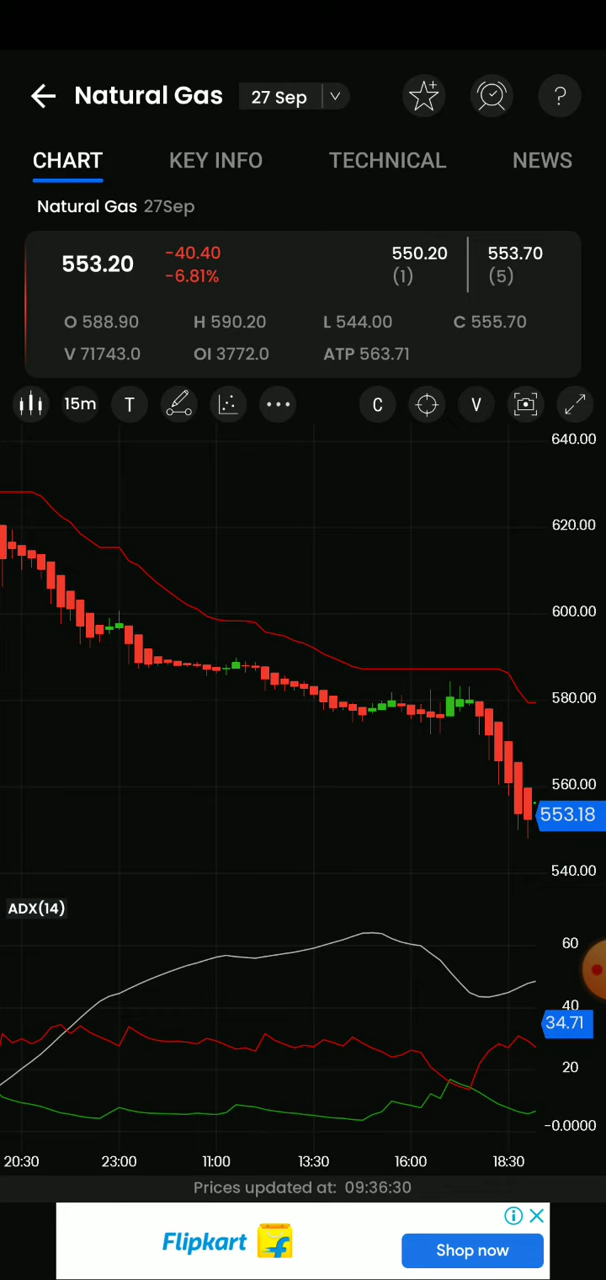 Natural Gas 27 Sep
?
CHART KEY INFO TECHNICAL NEWS
Natural Gas 27Sep
553.20 -40.40 -6.81% 550.20 (1) 553.70 (5)
O 588.90 H 590.20 L 544.00 C 555.70
V 71743.0 OI 3772.0 ATP 563.71
15m T C V
640.00
620.00
600.00
580.00
560.00
553.18
540.00
ADX(14)
60
40
34.71
20
-0.0000
20:30 23:00 11:00 13:30 16:00 18:30
Prices updated at: 09:36:30
Flipkart Shop now